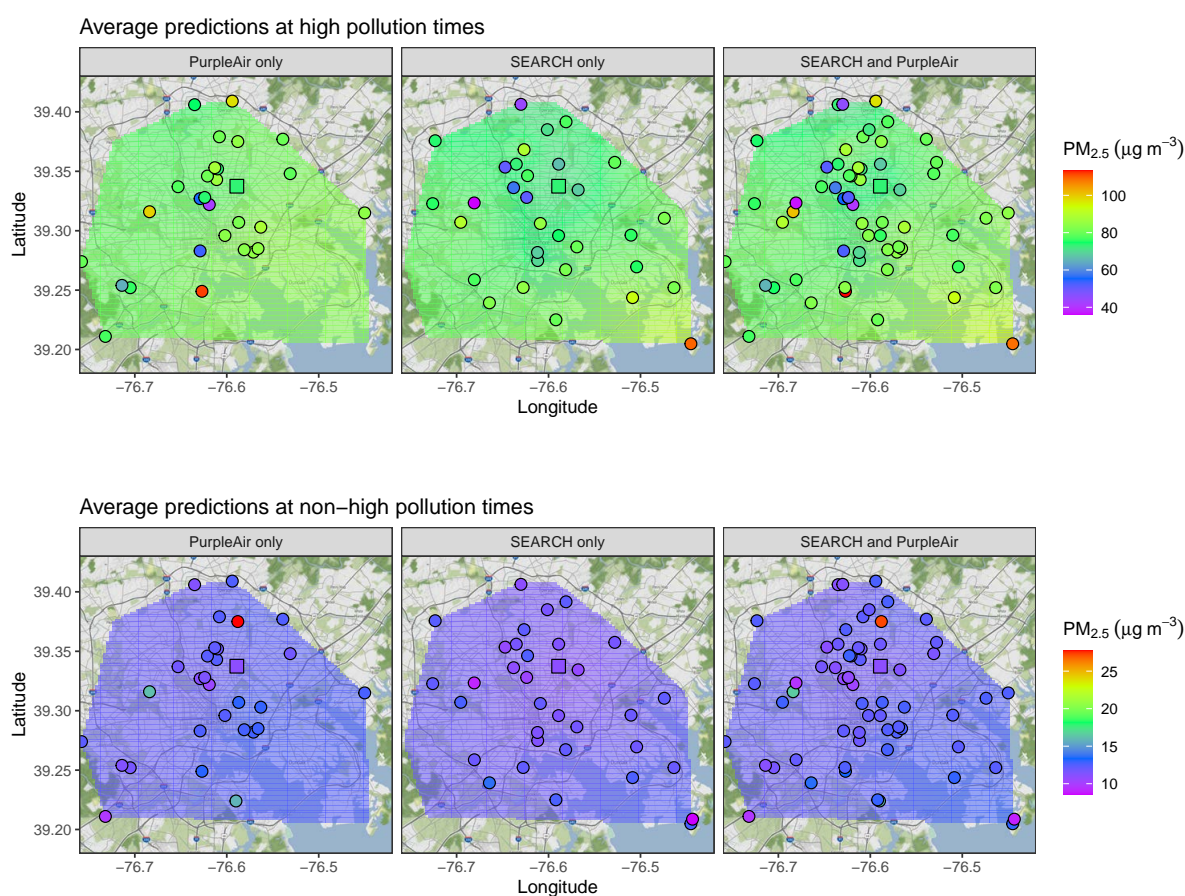 Average predictions at high pollution times
PurpleAir only
SEARCH only
SEARCH and PurpleAir
39.40
39.35
39.30
39.25
39.20
Latitude
−76.7
−76.6
−76.5
−76.7
−76.6
−76.5
−76.7
−76.6
−76.5
Longitude
PM2.5 (μg m−3)
100
80
60
40
Average predictions at non−high pollution times
PurpleAir only
SEARCH only
SEARCH and PurpleAir
39.40
39.35
39.30
39.25
39.20
Latitude
−76.7
−76.6
−76.5
−76.7
−76.6
−76.5
−76.7
−76.6
−76.5
Longitude
PM2.5 (μg m−3)
25
20
15
10